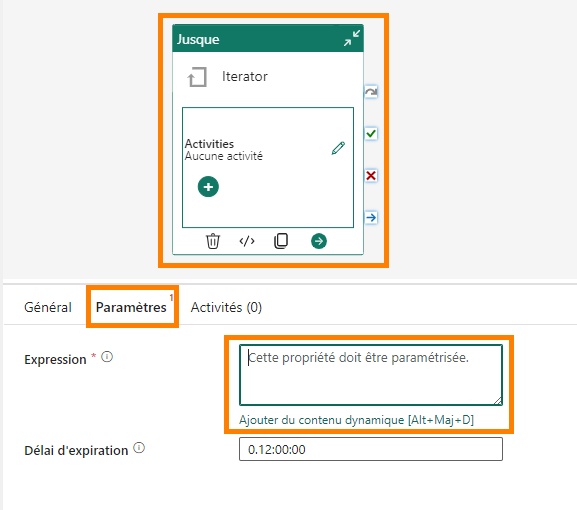 Jusque
Iterator
Activities
Aucune activité
Général
Paramètres 1
Activités (0)
Expression *
Cette propriété doit être paramétrisée.
Ajouter du contenu dynamique [Alt+Maj+D]
Délai d'expiration
0.12:00:00